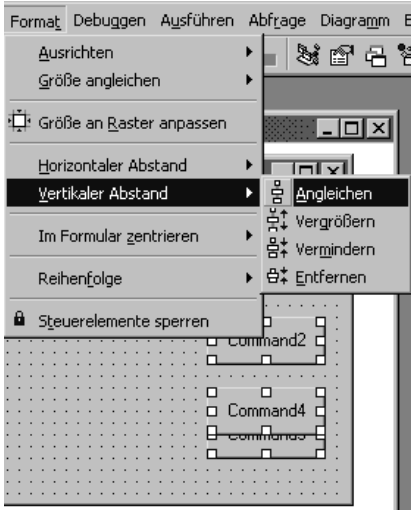 Format Debuggen Ausführen Abfrage Diagramm
Ausrichten
Größe angleichen
Größe an Raster anpassen
Horizontaler Abstand
Vertikaler Abstand
Angleichen
Vergrößern
Vermindern
Entfernen
Im Formular zentrieren
Reihenfolge
Steuerelemente sperren
Command2
Command4